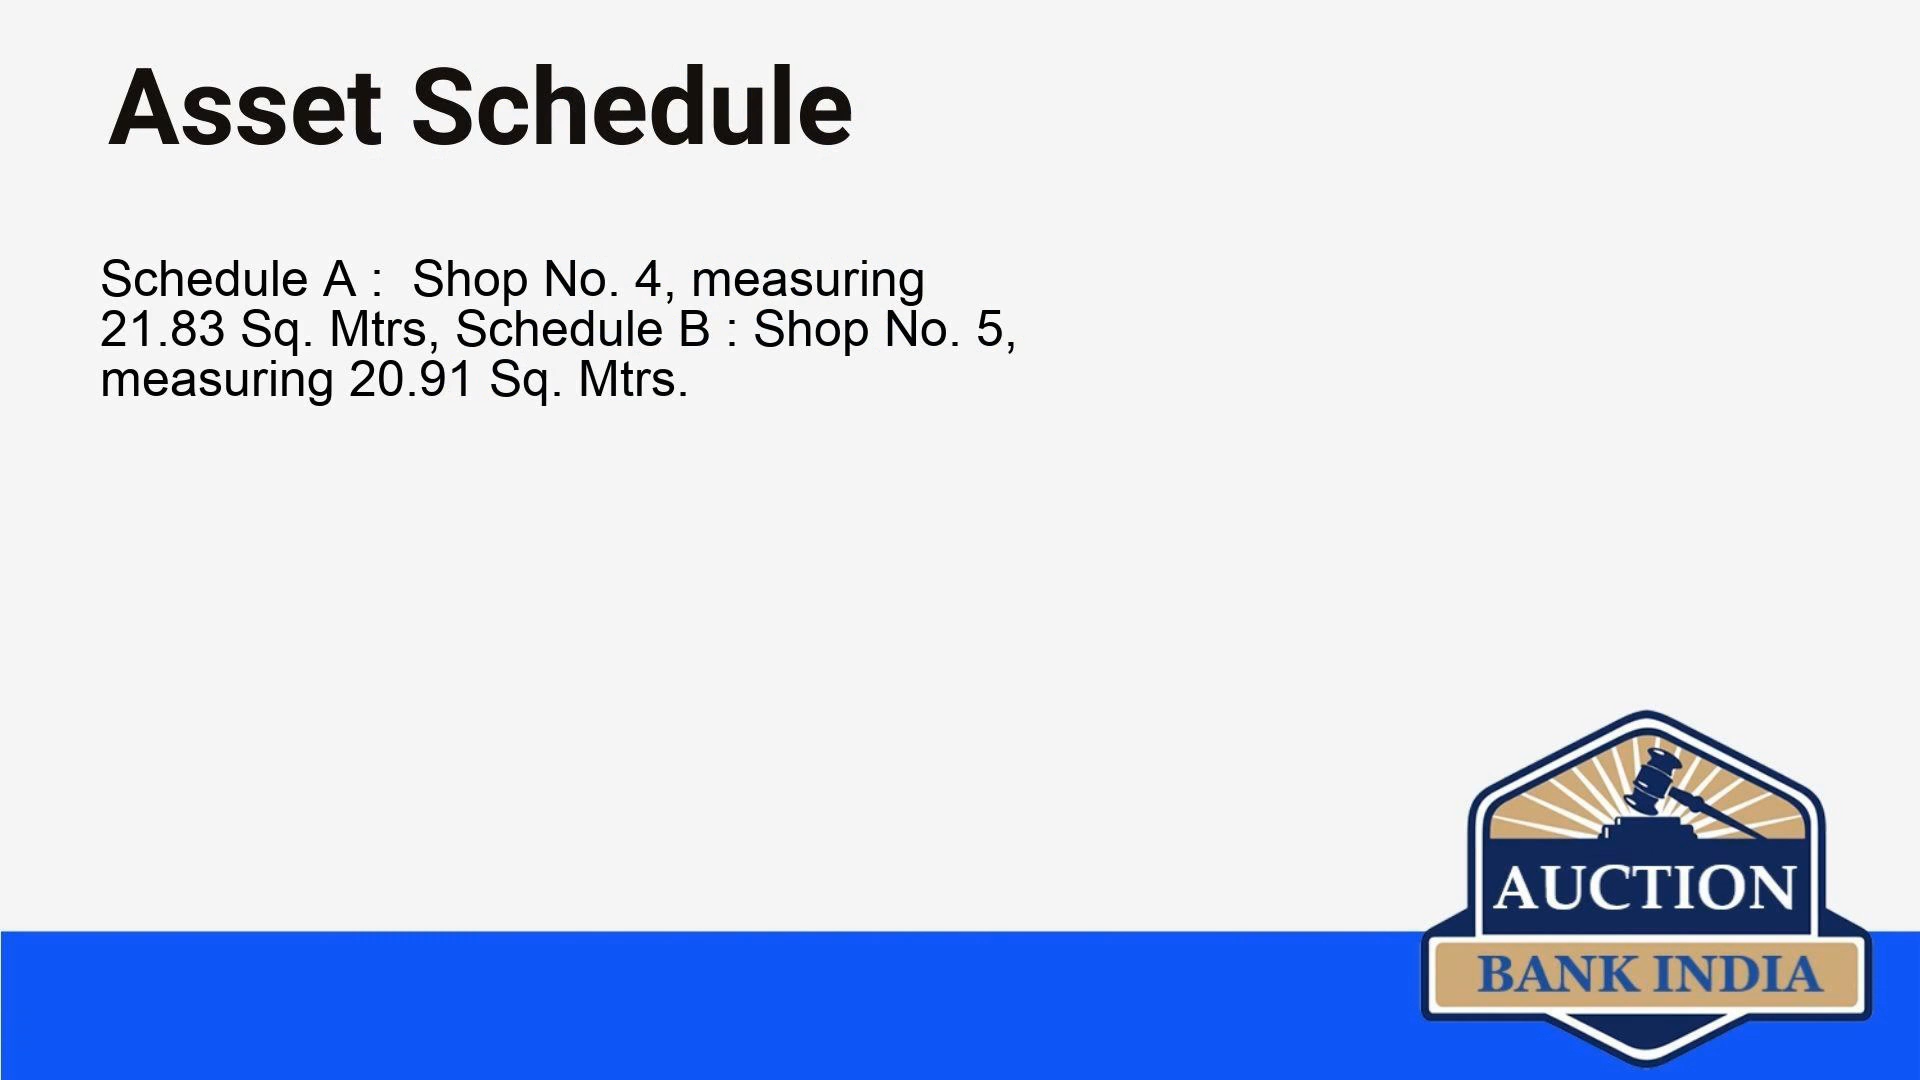 Asset Schedule
Schedule A :  Shop No. 4, measuring
21.83 Sq. Mtrs, Schedule B : Shop No. 5,
measuring 20.91 Sq. Mtrs.
AUCTION
BANK INDIA